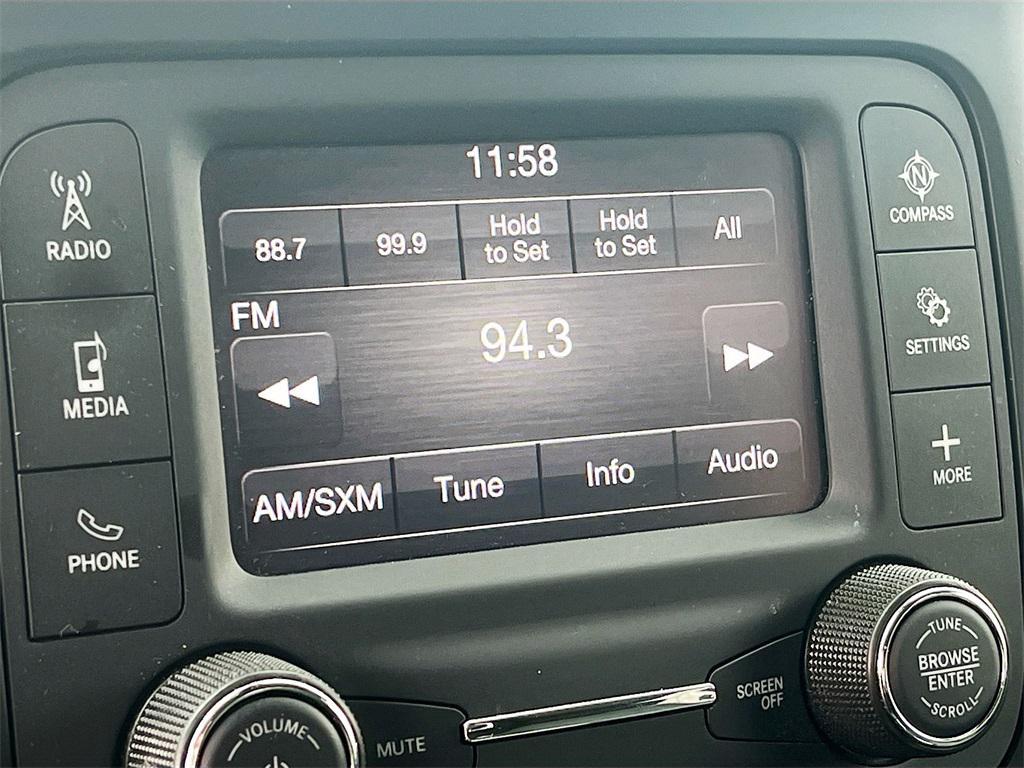 11:58
88.7
99.9
Hold
to Set
Hold
to Set
All
FM
94.3
AM/SXM
Tune
Info
Audio
RADIO
MEDIA
PHONE
N
COMPASS
SETTINGS
MORE
VOLUME
MUTE
SCREEN
OFF
TUNE
BROWSE
ENTER
SCROLL